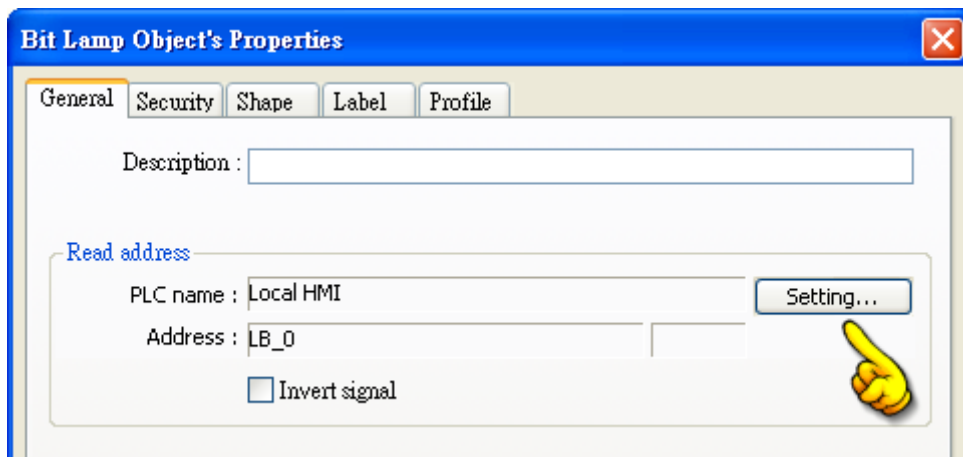 Bit Lamp Object's Properties
General Security Shape Label Profile
Description :
Read address
PLC name : Local HMI Setting...
Address : LB_0
Invert signal